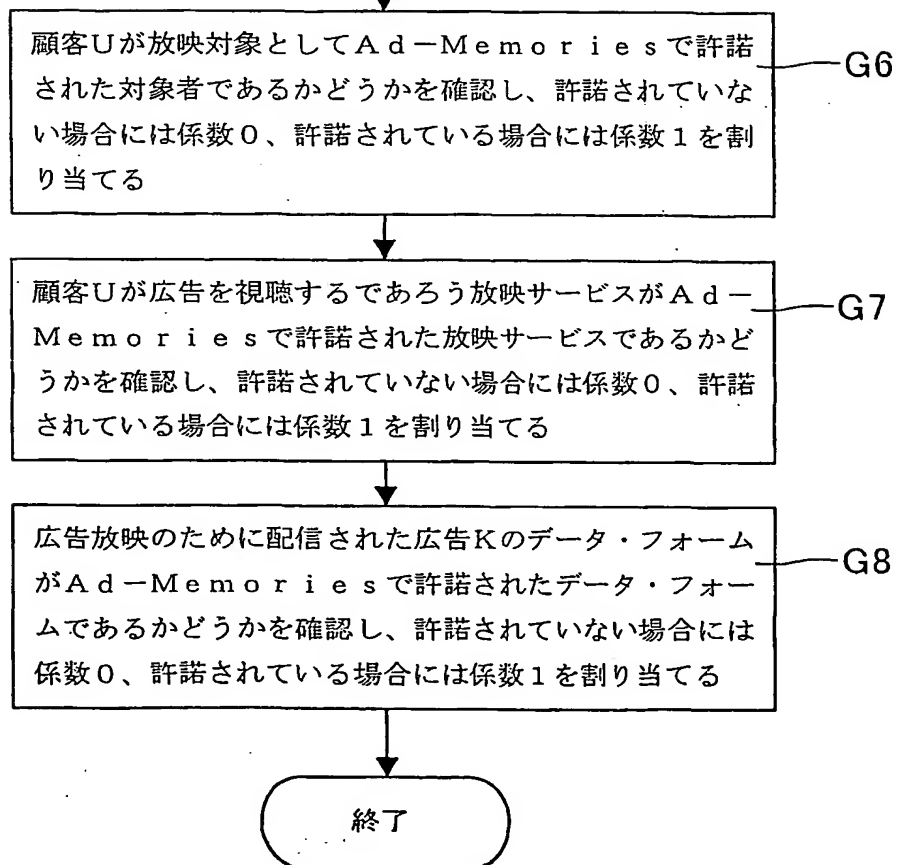 顧客Uが放映対象としてAd－Memoriesで許諾
された対象者であるかどうかを確認し、許諾されていな
い場合には係数0、許諾されている場合には係数1を割
り当てる
G6
顧客Uが広告を視聴するであろう放映サービスがAd－
Memoriesで許諾された放映サービスであるかど
うかを確認し、許諾されていない場合には係数0、許諾
されている場合には係数1を割り当てる
G7
広告放映のために配信された広告Kのデータ・フォーム
がAd－Memoriesで許諾されたデータ・フォー
ムであるかどうかを確認し、許諾されていない場合には
係数0、許諾されている場合には係数1を割り当てる
G8
終了